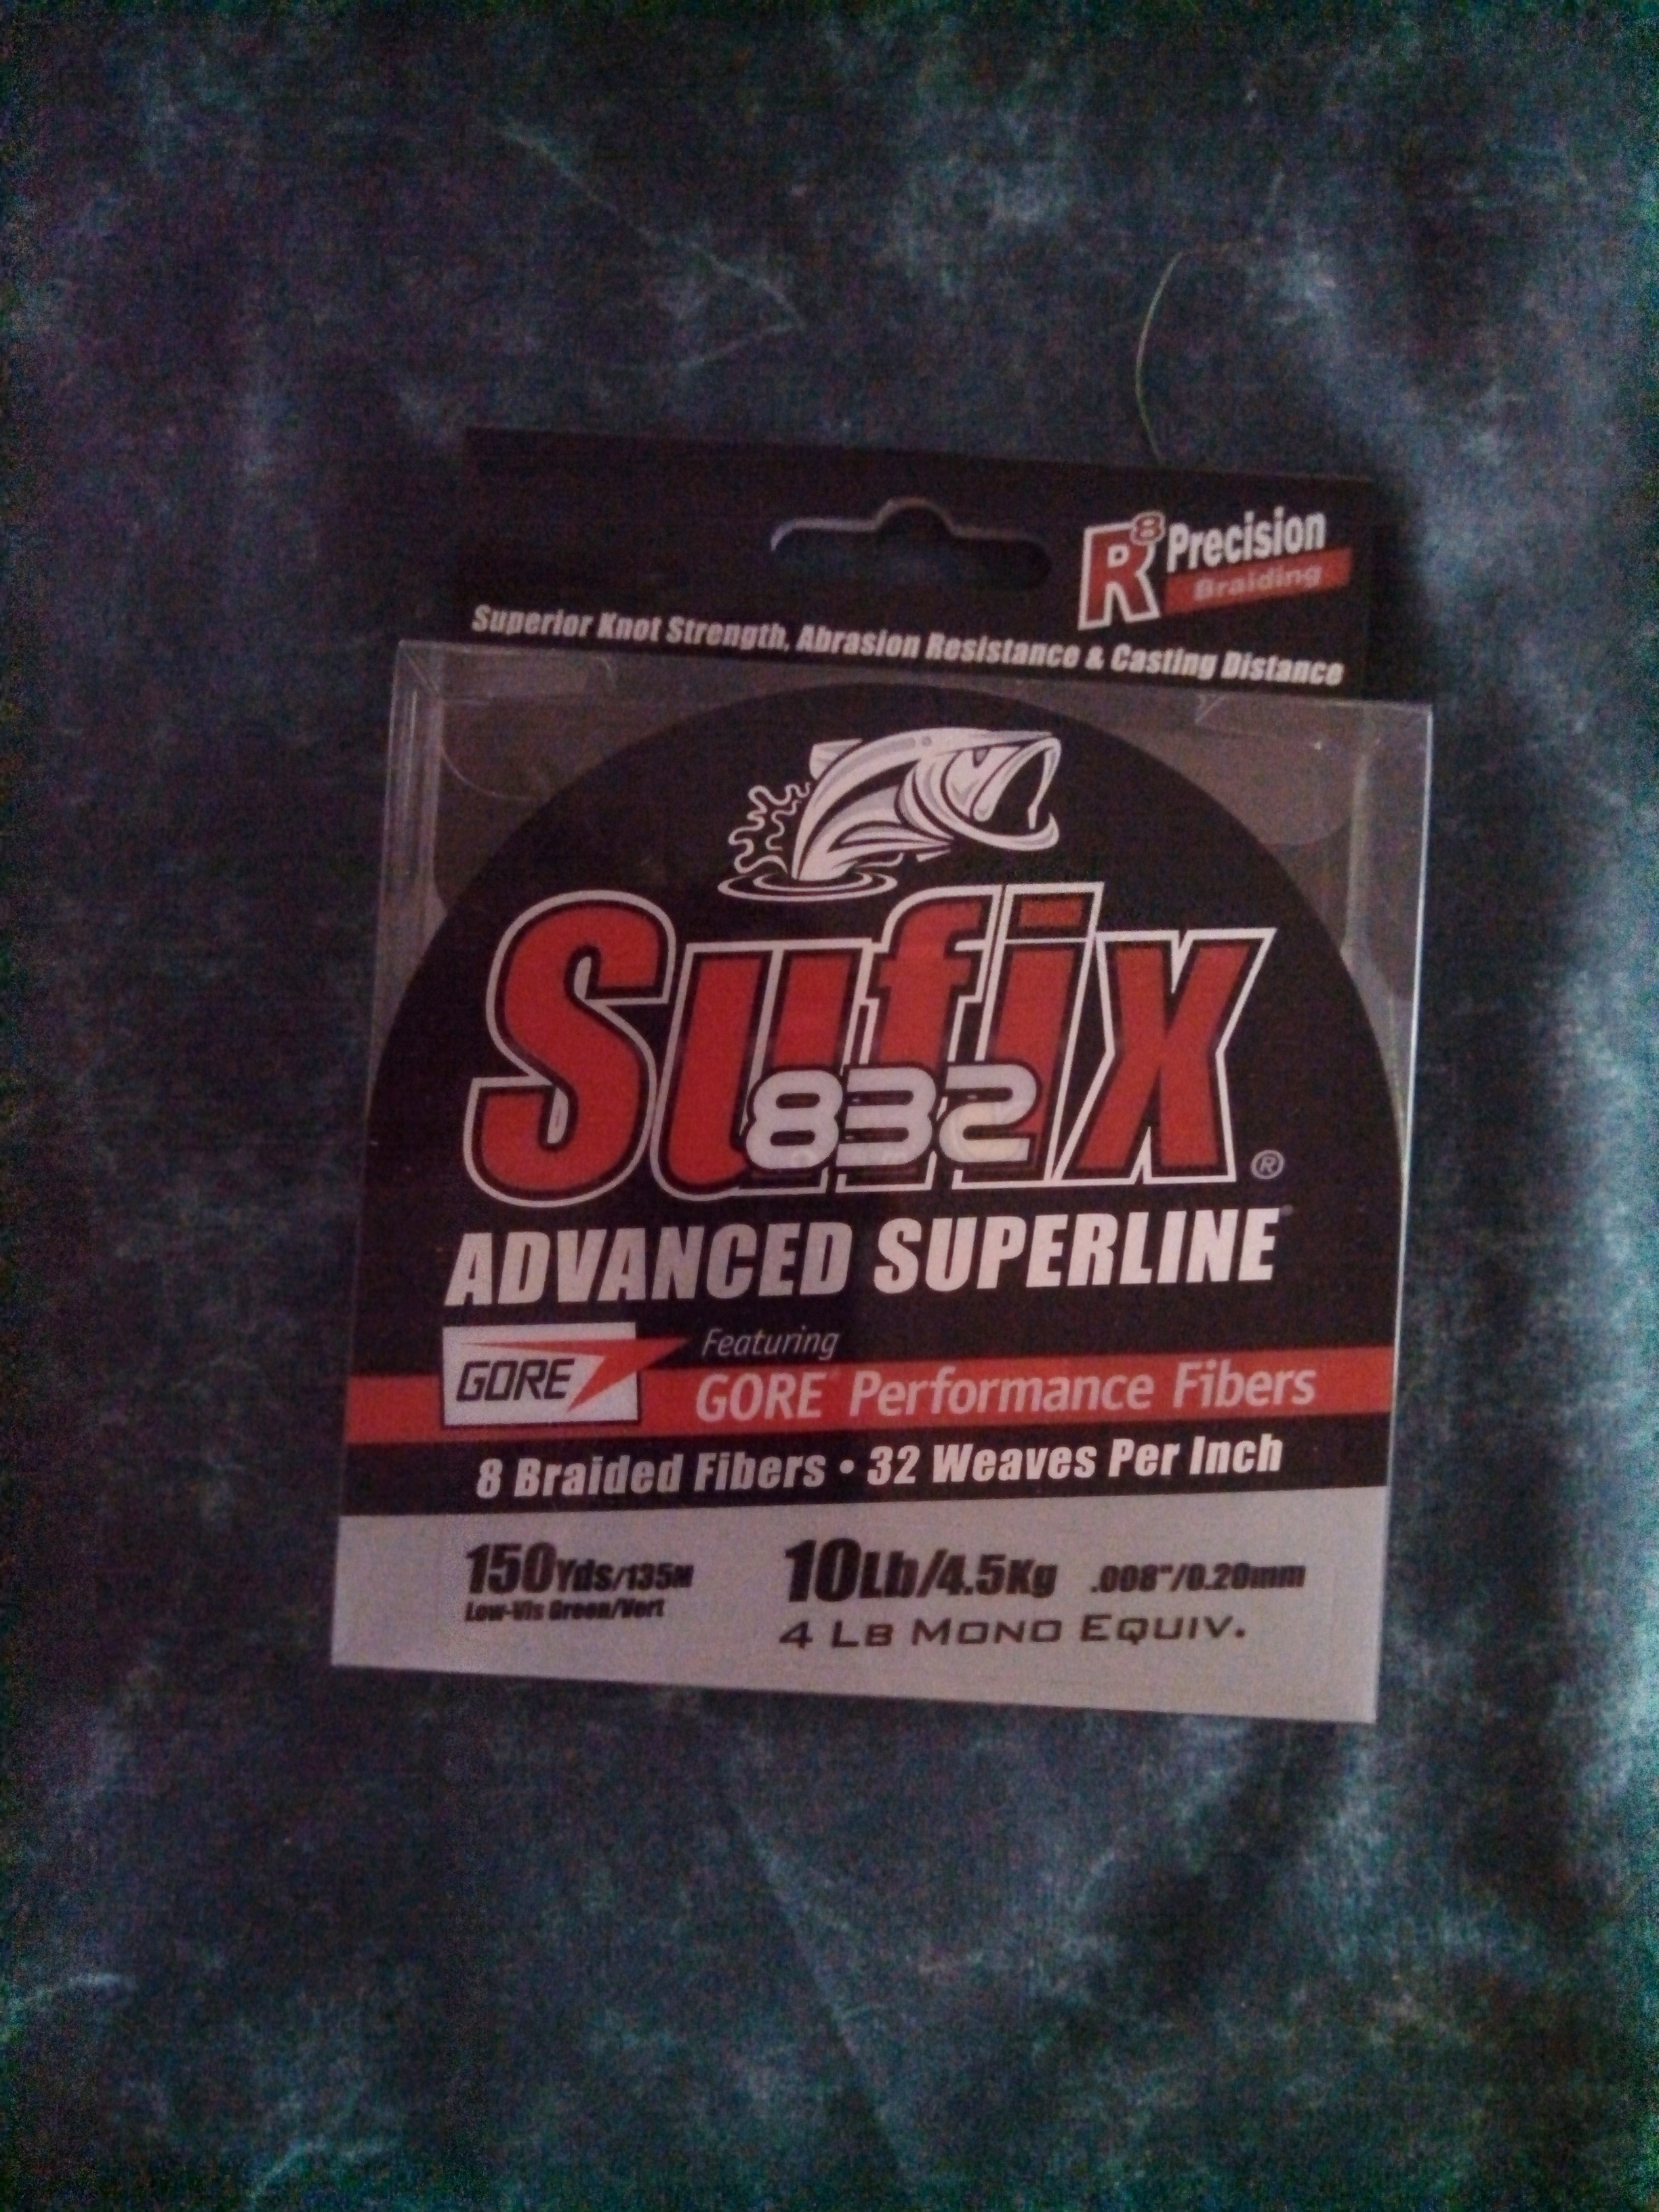 R8 Precision
Braiding
Superior Knot Strength, Abrasion Resistance & Casting Distance
Sufix
832
®
ADVANCED SUPERLINE
GORE
Featuring
GORE Performance Fibers
8 Braided Fibers • 32 Weaves Per Inch
150Yds/135M
Low-Vis Green/Vert
10Lb/4.5Kg .008"/0.20mm
4 LB MONO EQUIV.